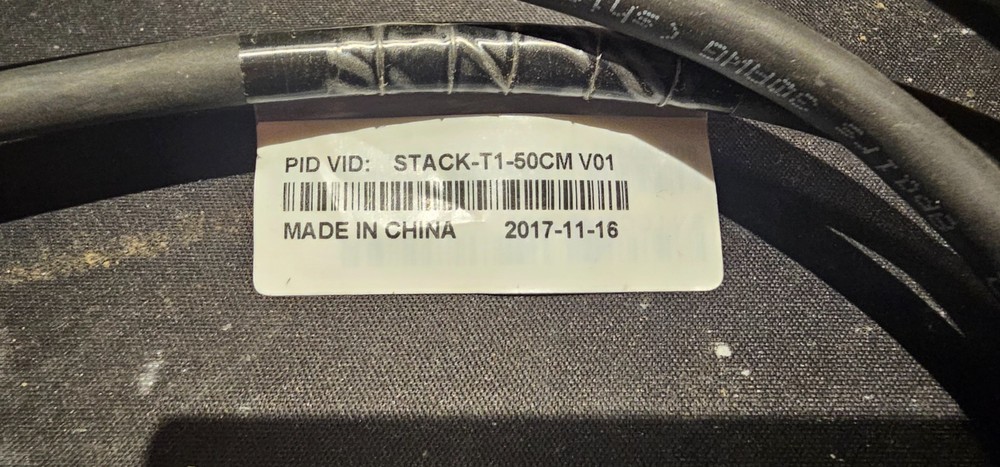 PID VID: STACK-T1-50CM V01
MADE IN CHINA 2017-11-16